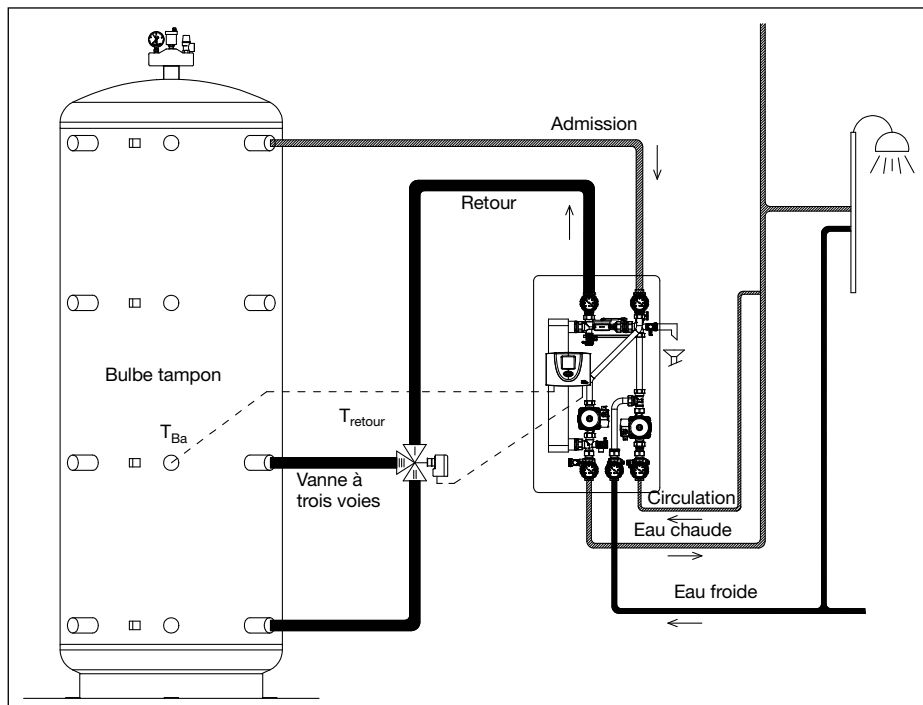 Admission
Retour
Bulbe tampon
T_retour
T_Ba
Vanne à
trois voies
Circulation
Eau chaude
Eau froide